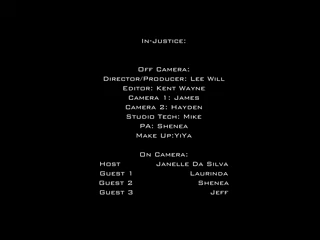 In-Justice:
Off Camera:
Director/Producer: Lee Will
Editor: Kent Wayne
Camera 1: James
Camera 2: Hayden
Studio Tech: Mike
PA: Shenea
Make Up:YiYa
On Camera:
Host Janelle Da Silva
Guest 1 Laurinda
Guest 2 Shenea
Guest 3 Jeff